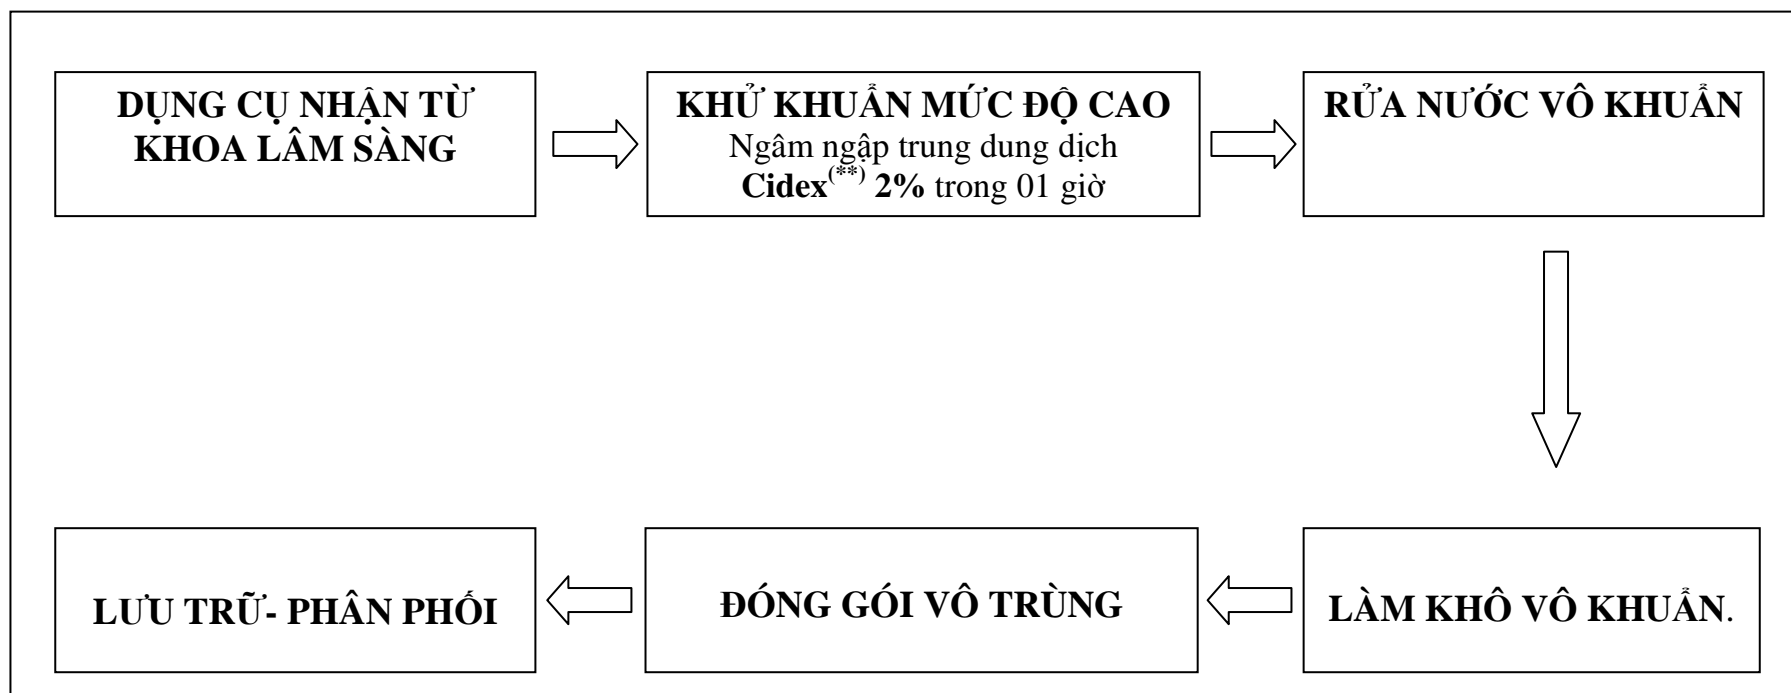 DỤNG CỤ NHẬN TỪ
KHOA LÂM SÀNG
KHỬ KHUẨN MỨC ĐỘ CAO
Ngâm ngập trung dung dịch
Cidex(**) 2% trong 01 giờ
RỬA NƯỚC VÔ KHUẨN
LÀM KHÔ VÔ KHUẨN.
ĐÓNG GÓI VÔ TRÙNG
LƯU TRỮ- PHÂN PHỐI